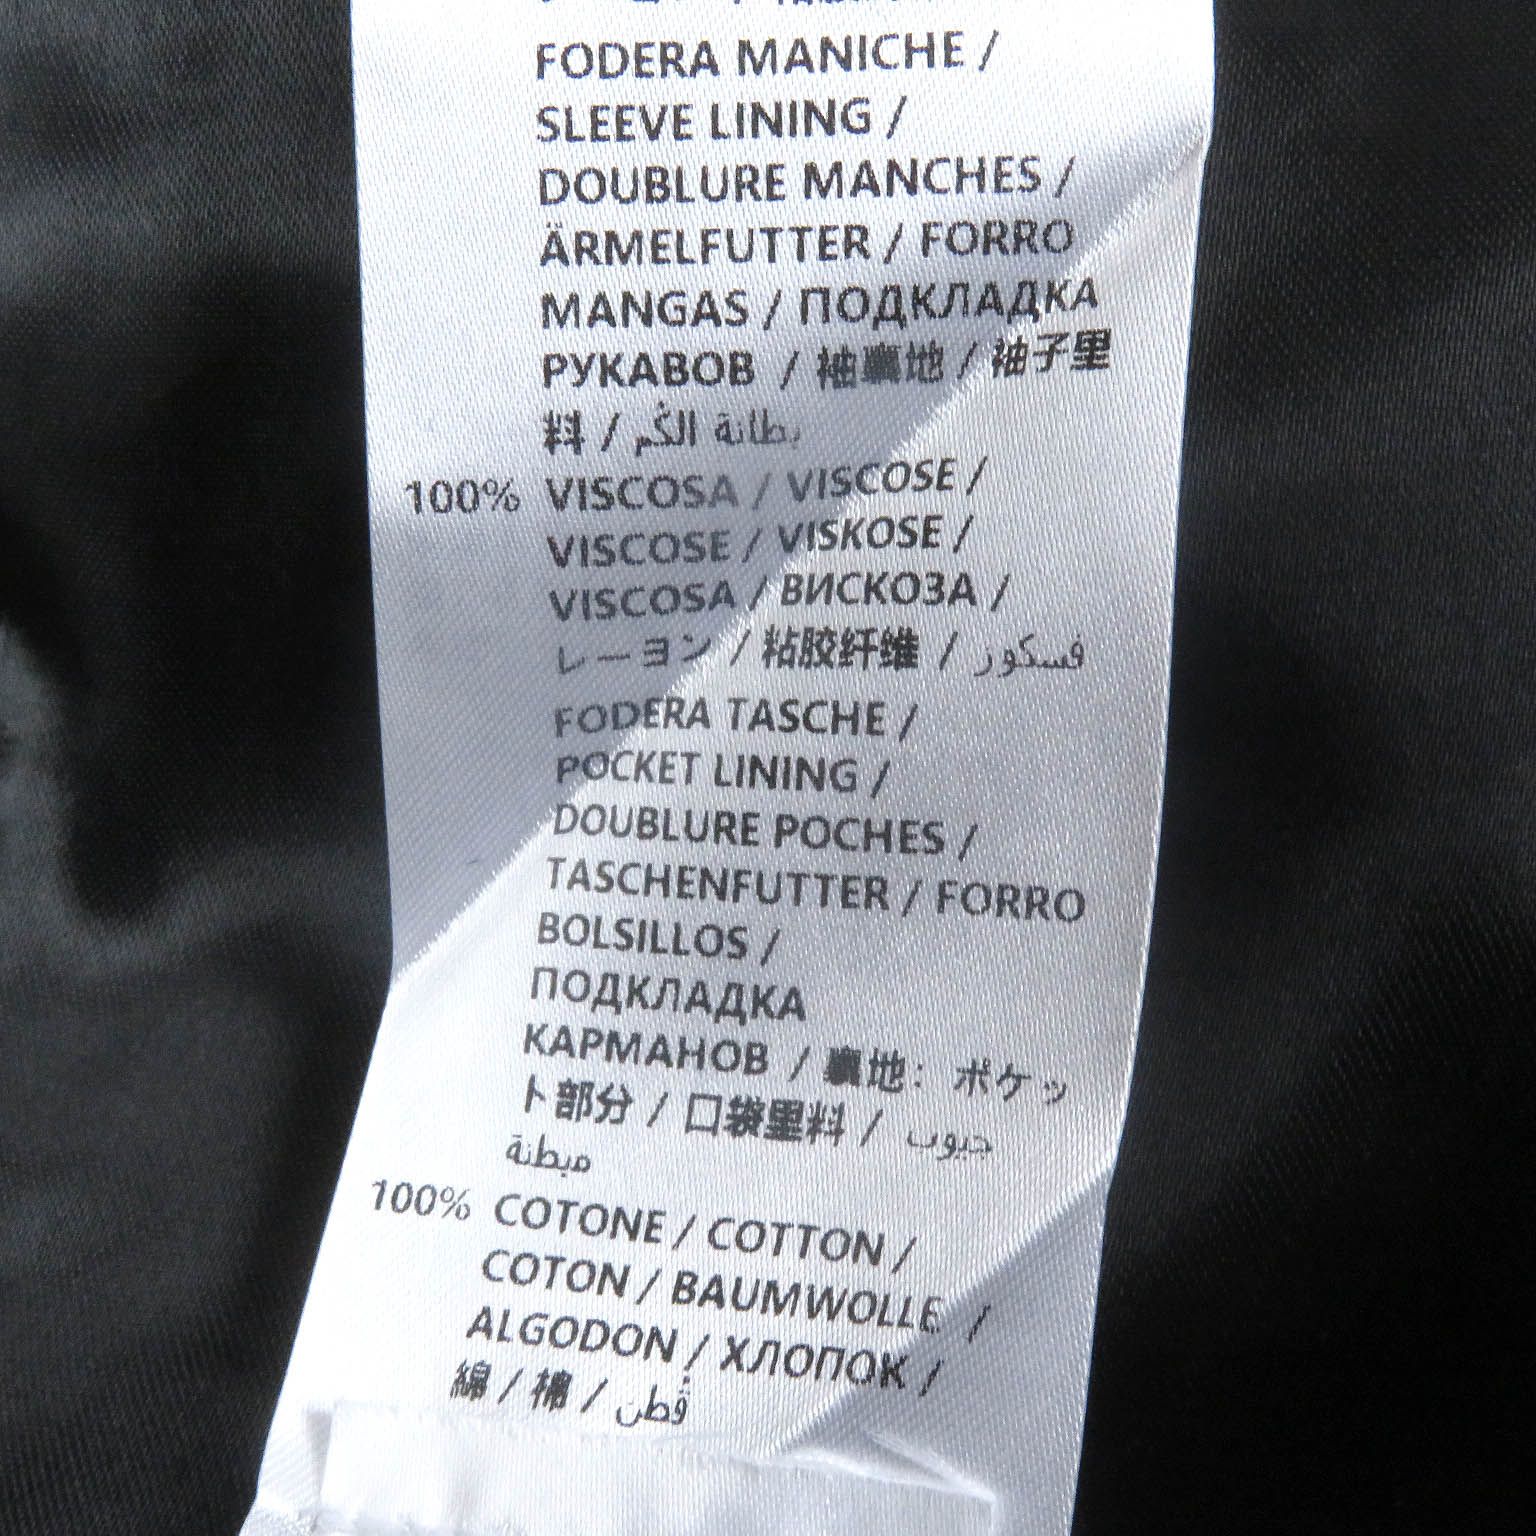 FODERA MANICHE /
SLEEVE LINING /
DOUBLURE MANCHES /
ÄRMELFUTTER / FORRO
MANGAS / ПОДКЛАДКА
РУКАВОВ / 袖裏地 / 袖子里
料 / بطانة الكُم
100% VISCOSA / VISCOSE /
VISCOSE / VISKOSE /
VISCOSA / ВИСКОЗА /
レーヨン / 粘胶纤维 / فسكوز
FODERA TASCHE /
POCKET LINING /
DOUBLURE POCHES /
TASCHENFUTTER / FORRO
BOLSILLOS /
ПОДКЛАДКА
КАРМАНОВ / 裏地: ポケッ
ト部分 / 口袋里料 / جيوب
مبطنة
100% COTONE / COTTON /
COTON / BAUMWOLLE /
ALGODON / ХЛОПОК /
綿 / 棉 / قطن